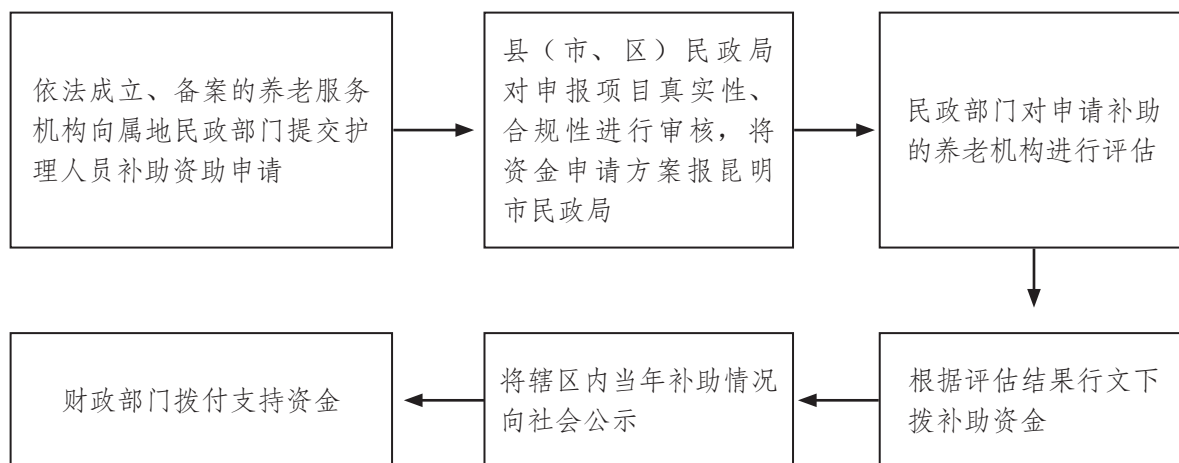 依法成立、备案的养老服务
机构向属地民政部门提交护
理人员补助资助申请
县（市、区）民政局
对申报项目真实性、
合规性进行审核，将
资金申请方案报昆明
市民政局
民政部门对申请补助
的养老机构进行评估
根据评估结果行文下
拨补助资金
将辖区内当年补助情况
向社会公示
财政部门拨付支持资金